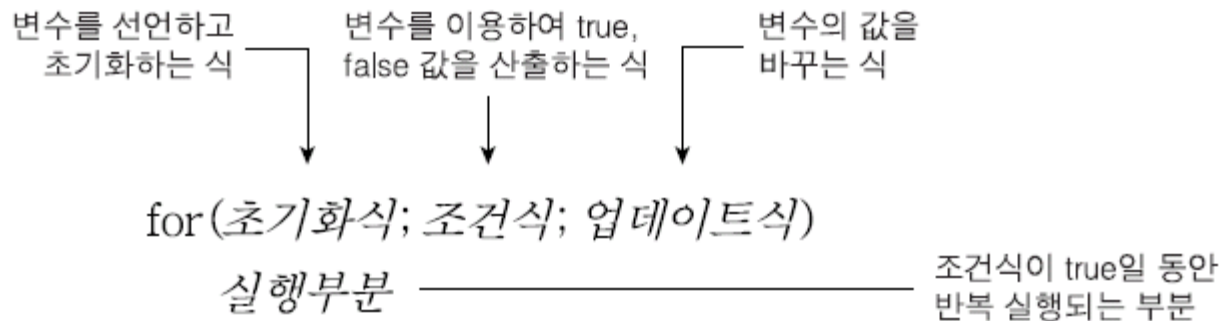 변수를 선언하고
초기화하는 식
변수를 이용하여 true,
false 값을 산출하는 식
변수의 값을
바꾸는 식
for(초기화식; 조건식; 업데이트식)
실행부분
조건식이 true일 동안
반복 실행되는 부분